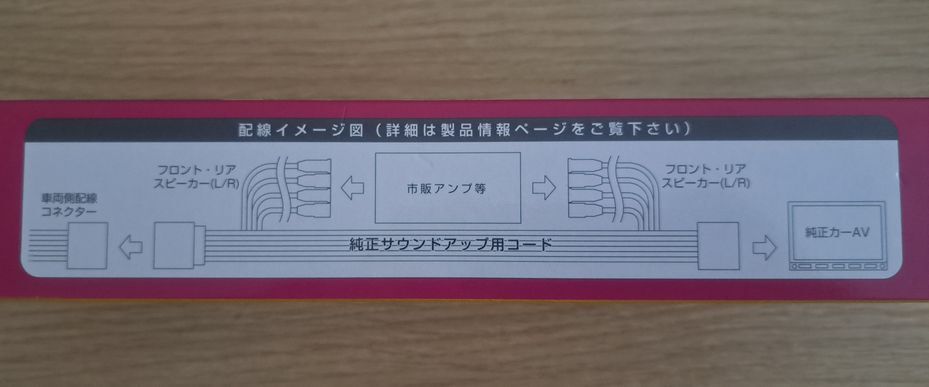 配線イメージ図(詳細は製品情報ページをご覧下さい)
フロント・リア
スピーカー(L/R)
市販アンプ等
フロント・リア
スピーカー(L/R)
車両側配線
コネクター
純正サウンドアップ用コード
純正カーAV